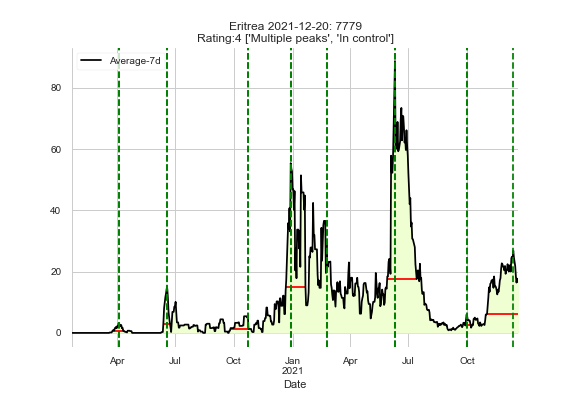 Eritrea 2021-12-20: 7779
Rating:4 ['Multiple peaks', 'In control']
Average-7d
80
60
40
20
0
Apr
Jul
Oct
Jan
2021
Apr
Jul
Oct
Date